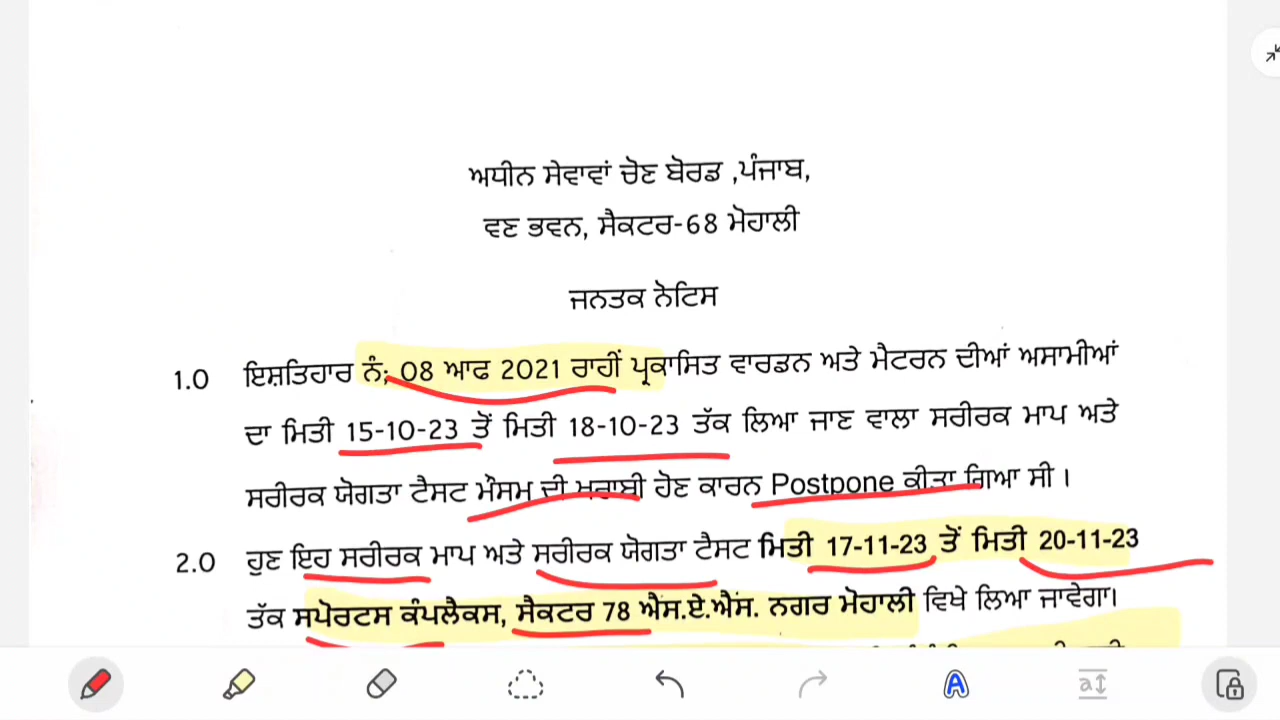 ਅਧੀਨ ਸੇਵਾਵਾਂ ਚੋਣ ਬੋਰਡ ,ਪੰਜਾਬ,
ਵਣ ਭਵਨ, ਸੈਕਟਰ-68 ਮੋਹਾਲੀ
ਜਨਤਕ ਨੋਟਿਸ
1.0 ਇਸ਼ਤਿਹਾਰ ਨੰ; 08 ਆਫ 2021 ਰਾਹੀਂ ਪ੍ਰਕਾਸਿਤ ਵਾਰਡਨ ਅਤੇ ਮੈਟਰਨ ਦੀਆਂ ਅਸਾਮੀਆਂ
ਦਾ ਮਿਤੀ 15-10-23 ਤੋਂ ਮਿਤੀ 18-10-23 ਤੱਕ ਲਿਆ ਜਾਣ ਵਾਲਾ ਸਰੀਰਕ ਮਾਪ ਅਤੇ
ਸਰੀਰਕ ਯੋਗਤਾ ਟੈਸਟ ਮੌਸਮ ਦੀ ਖਰਾਬੀ ਹੋਣ ਕਾਰਨ Postpone ਕੀਤਾ ਗਿਆ ਸੀ ।
2.0 ਹੁਣ ਇਹ ਸਰੀਰਕ ਮਾਪ ਅਤੇ ਸਰੀਰਕ ਯੋਗਤਾ ਟੈਸਟ ਮਿਤੀ 17-11-23 ਤੋਂ ਮਿਤੀ 20-11-23
ਤੱਕ ਸਪੋਰਟਸ ਕੰਪਲੈਕਸ, ਸੈਕਟਰ 78 ਐਸ.ਏ.ਐਸ. ਨਗਰ ਮੋਹਾਲੀ ਵਿਖੇ ਲਿਆ ਜਾਵੇਗਾ।